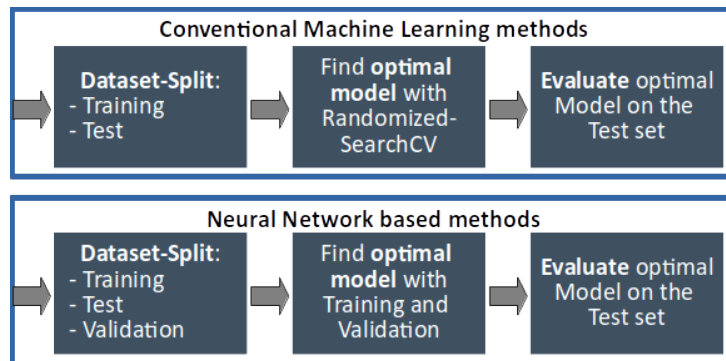 Conventional Machine Learning methods
Dataset-Split:
- Training
- Test
Find optimal
model with
Randomized-
SearchCV
Evaluate optimal
Model on the
Test set
Neural Network based methods
Dataset-Split:
- Training
- Test
- Validation
Find optimal
model with
Training and
Validation
Evaluate optimal
Model on the
Test set